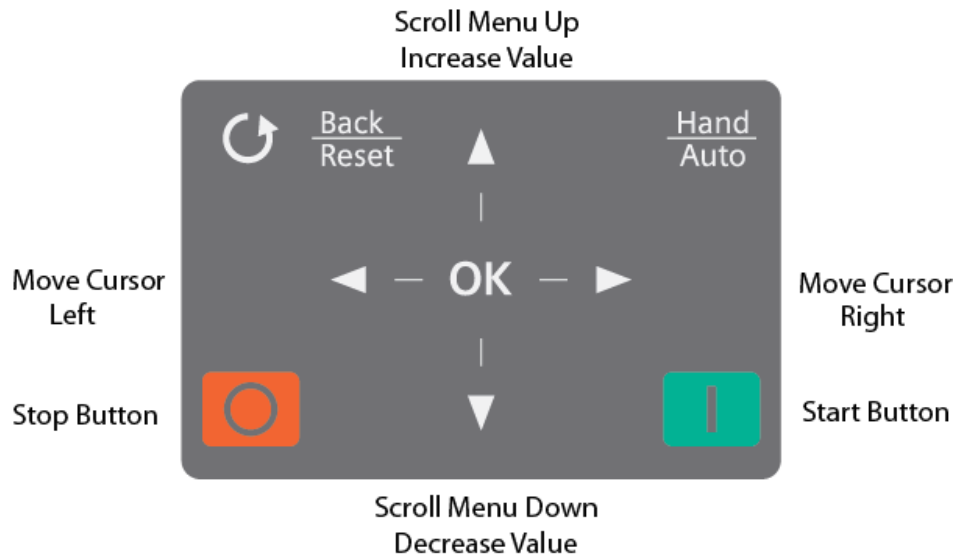 Scroll Menu Up
Increase Value
Back
Reset
Hand
Auto
Move Cursor
Left
OK
Move Cursor
Right
Stop Button
Start Button
Scroll Menu Down
Decrease Value